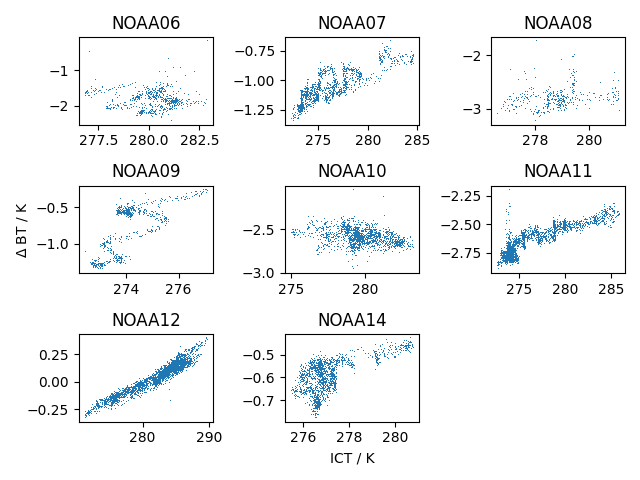 NOAA06 NOAA07 NOAA08
−1 −0.75 −2
−1.00
−2 −1.25 −3
277.5 280.0 282.5 275 280 285 278 280
NOAA09 NOAA10 NOAA11
−0.5 −2.5 −2.25
−2.50
−1.0 −2.75
−3.0
274 276 275 280 275 280 285
Δ BT / K
NOAA12 NOAA14
0.25 −0.5
0.00 −0.6
−0.25 −0.7
280 290 276 278 280
ICT / K